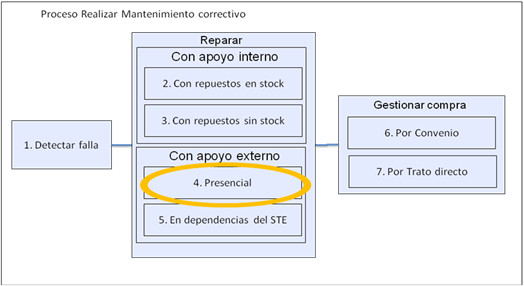 Proceso Realizar Mantenimiento correctivo
Reparar
Con apoyo interno
2. Con repuestos en stock
3. Con repuestos sin stock
1. Detectar falla
Con apoyo externo
4. Presencial
5. En dependencias del STE
Gestionar compra
6. Por Convenio
7. Por Trato directo